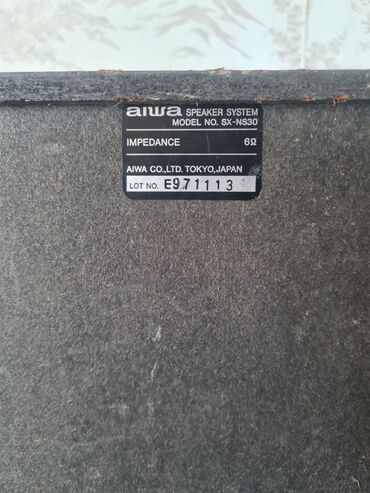 aiwa SPEAKER SYSTEM
MODEL NO. SX-NS30
IMPEDANCE 6Ω
AIWA CO.,LTD. TOKYO,JAPAN
LOT NO. E971113